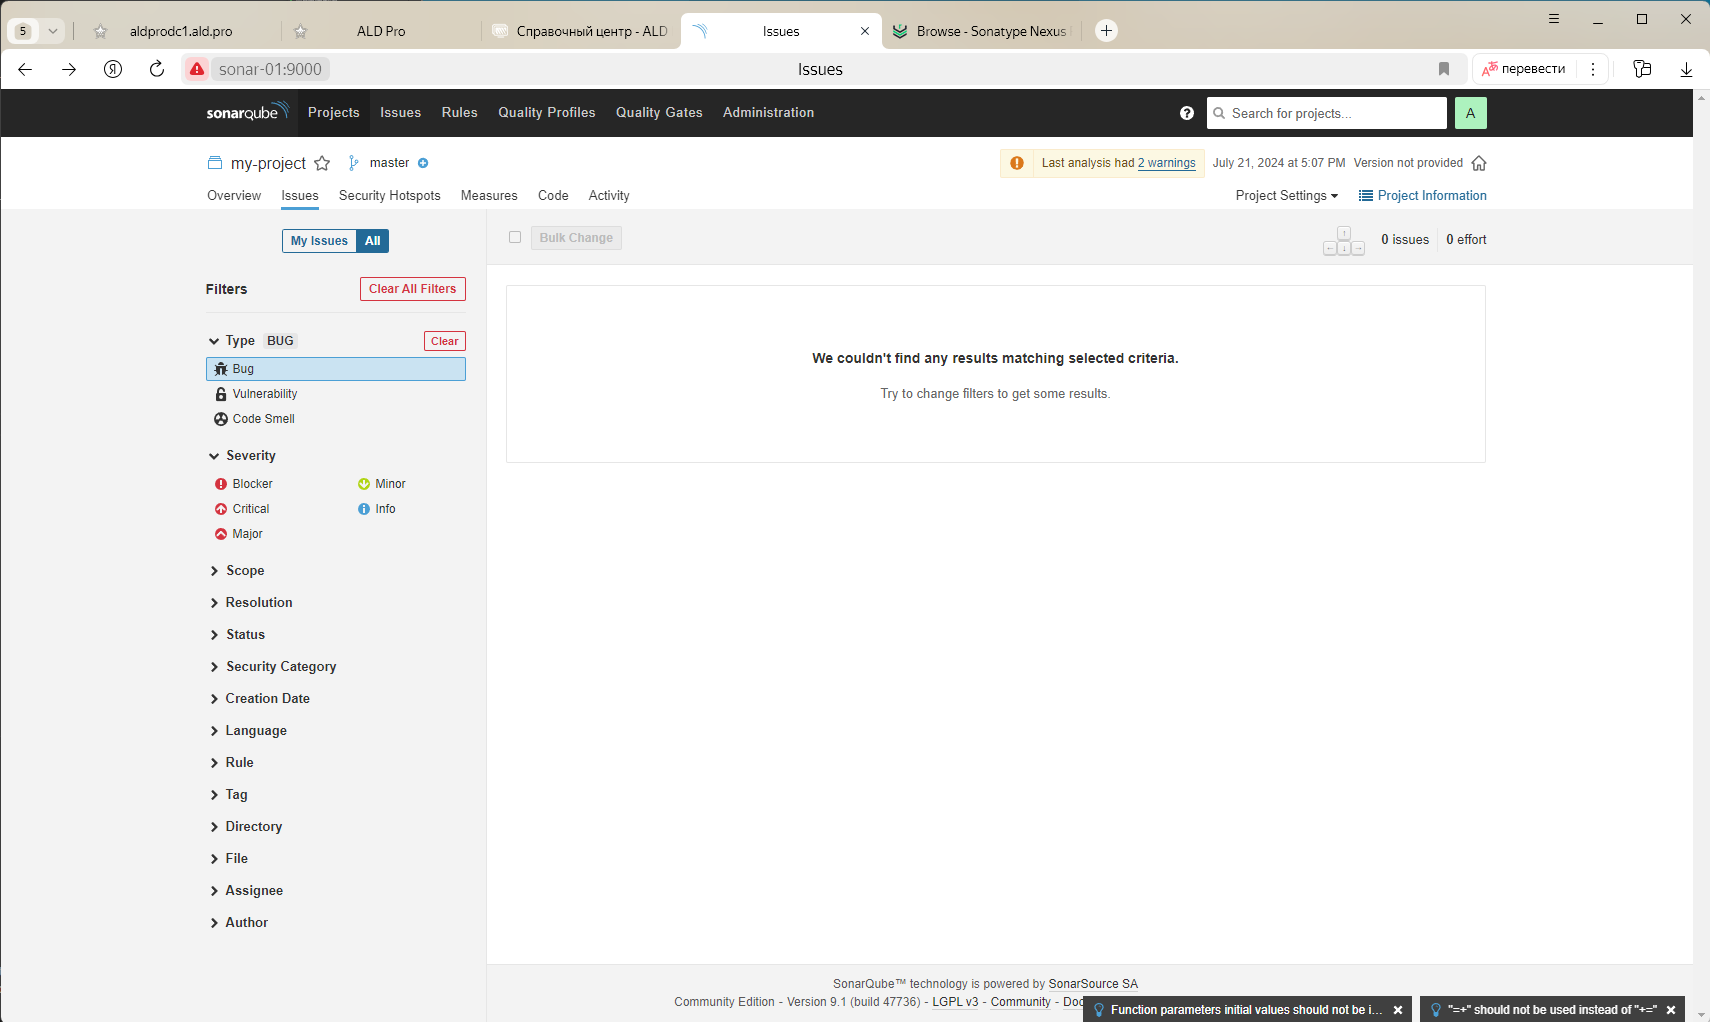 5
aldprodc1.ald.pro
ALD Pro
Справочный центр - ALD
Issues
Browse - Sonatype Nexus
Я
sonar-01:9000
Issues
перевести
sonarqube
Projects
Issues
Rules
Quality Profiles
Quality Gates
Administration
Search for projects...
A
my-project
master
Last analysis had 2 warnings
July 21, 2024 at 5:07 PM
Version not provided
Overview
Issues
Security Hotspots
Measures
Code
Activity
Project Settings
Project Information
My Issues
All
Bulk Change
0 issues
0 effort
Filters
Clear All Filters
Type
BUG
Clear
Bug
Vulnerability
Code Smell
Severity
Blocker
Minor
Critical
Info
Major
Scope
Resolution
Status
Security Category
Creation Date
Language
Rule
Tag
Directory
File
Assignee
Author
We couldn't find any results matching selected criteria.
Try to change filters to get some results.
SonarQube™ technology is powered by SonarSource SA
Community Edition - Version 9.1 (build 47736) - LGPL v3 - Community - Doc
Function parameters initial values should not be i...
"=+" should not be used instead of "+="